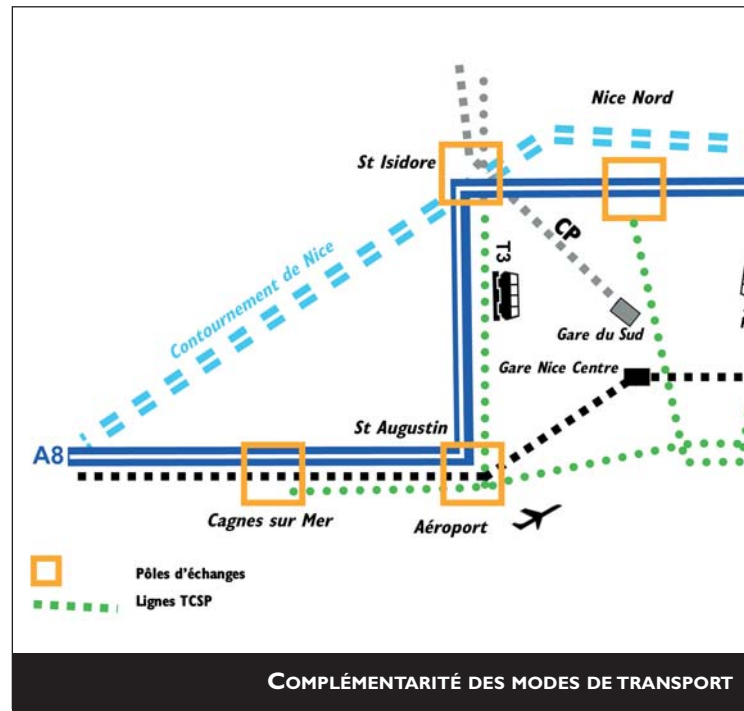 Nice Nord
St Isidore
CP
T3
Contournement de Nice
Gare du Sud
Gare Nice Centre
St Augustin
A8
Cagnes sur Mer
Aéroport
Pôles d'échanges
Lignes TCSP
COMPLÉMENTARITÉ DES MODES DE TRANSPORT